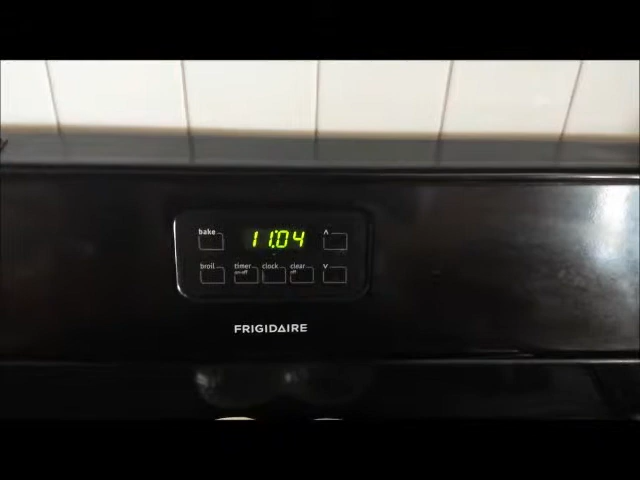 bake 11:04 ʌ
broil timer clock clear v
on•off off
FRIGIDAIRE